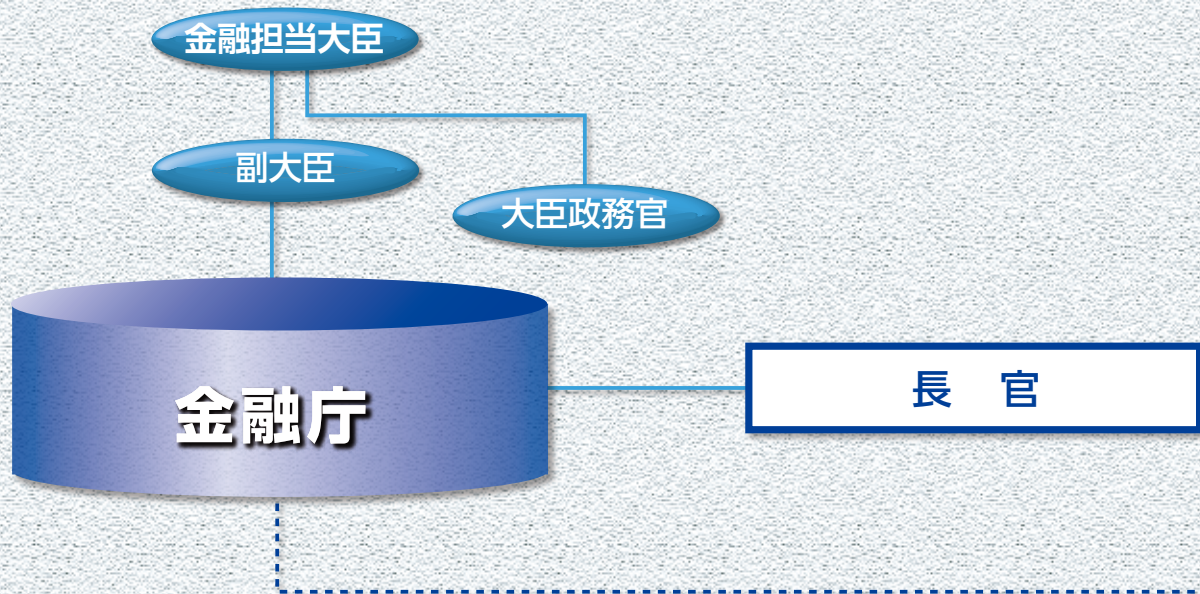 金融担当大臣
副大臣
大臣政務官
金融庁
長　官